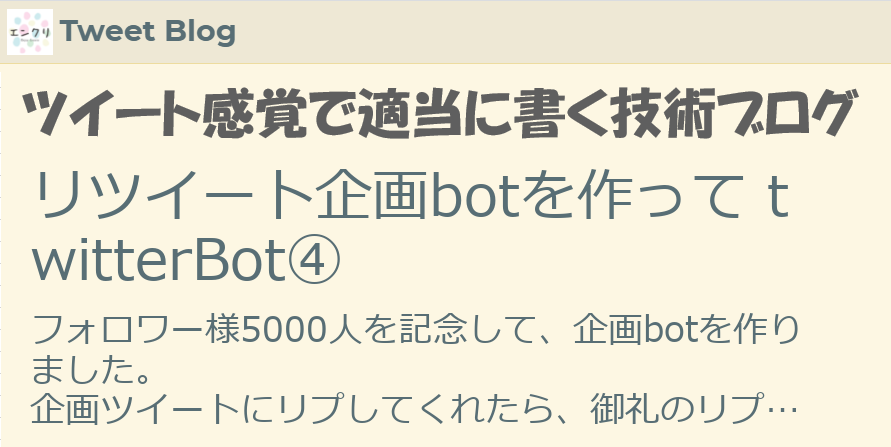 エンクリ
Tweet Blog
ツイート感覚で適当に書く技術ブログ
リツイート企画botを作って t
witterBot④
フォロワー様5000人を記念して、企画botを作り
ました。
企画ツイートにリプしてくれたら、御礼のリプ…